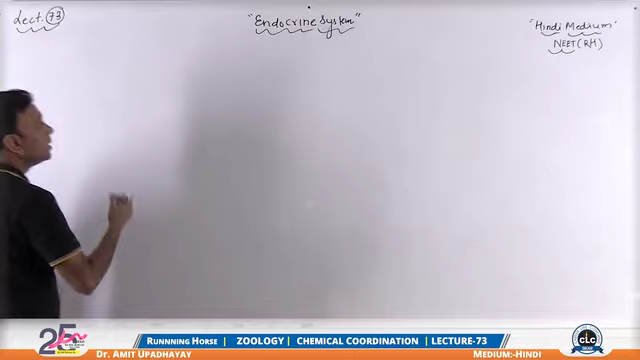 Lect. 73
"Endocrine System"
"Hindi Medium"
NEET (RH)
25
RUNNNING HORSE | ZOOLOGY | CHEMICAL COORDINATION | LECTURE-73
CLC
DR. AMIT UPADHAYAY
MEDIUM:-HINDI